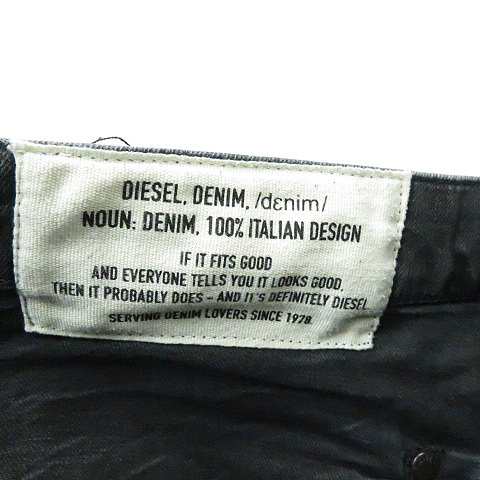 DIESEL, DENIM, /dɛnim/
NOUN: DENIM, 100% ITALIAN DESIGN
IF IT FITS GOOD
AND EVERYONE TELLS YOU IT LOOKS GOOD,
THEN IT PROBABLY DOES - AND IT'S DEFINITELY DIESEL
SERVING DENIM LOVERS SINCE 1978.